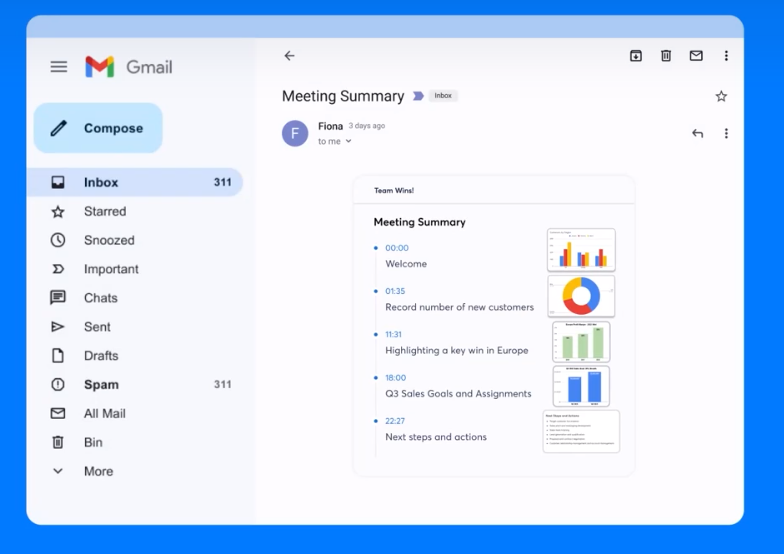 Gmail
Compose
Inbox 311
Starred
Snoozed
Important
Chats
Sent
Drafts
Spam 311
All Mail
Bin
More
Meeting Summary Inbox
F
Fiona 3 days ago
to me
Team Wins!
Meeting Summary
00:00
Welcome
01:35
Record number of new customers
11:31
Highlighting a key win in Europe
18:00
Q3 Sales Goals and Assignments
22:27
Next steps and actions